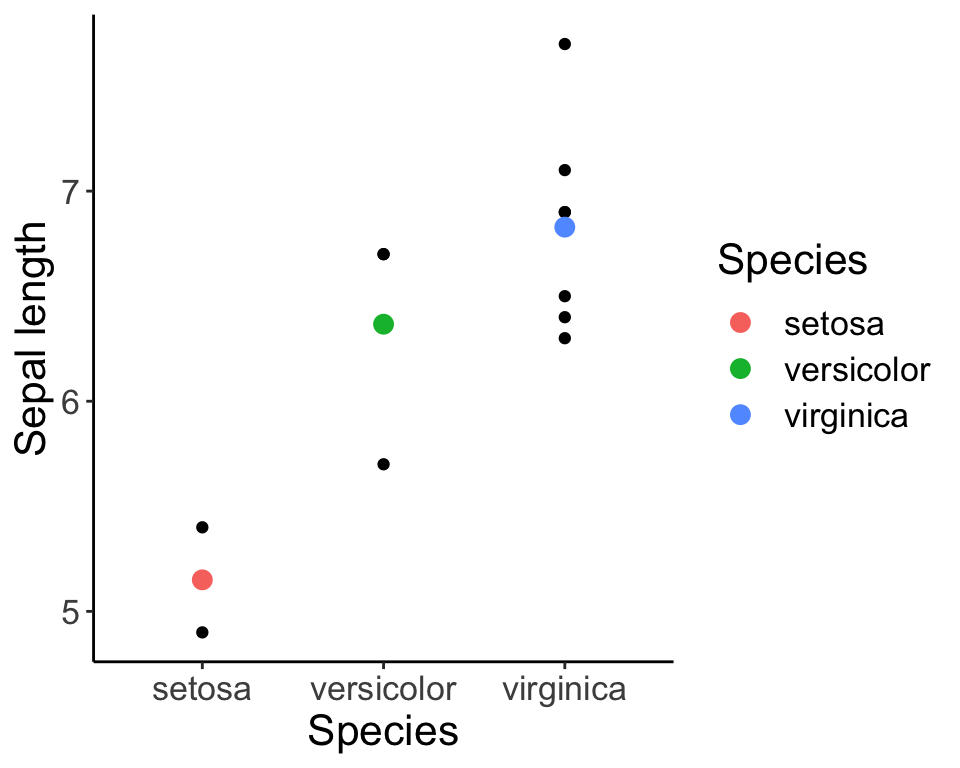 Sepal length
7
6
5
setosa versicolor virginica
Species
Species
setosa
versicolor
virginica